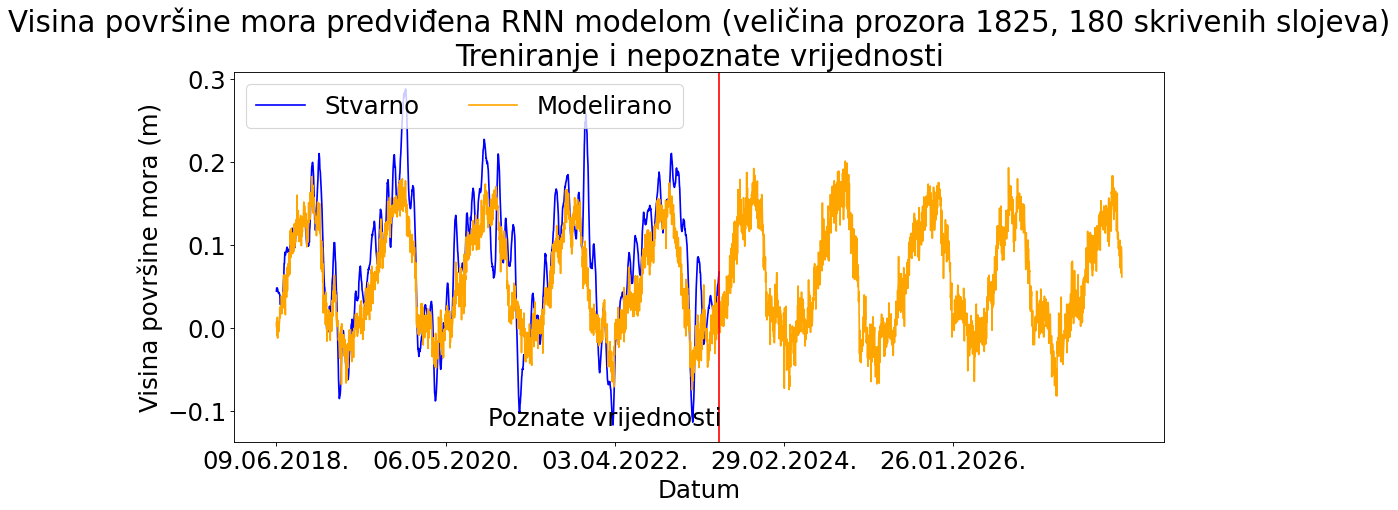 Visina površine mora predviđena RNN modelom (veličina prozora 1825, 180 skrivenih slojeva)
Treniranje i nepoznate vrijednosti
Stvarno
Modelirano
Visina površine mora (m)
0.3
0.2
0.1
0.0
−0.1
Poznate vrijednosti
09.06.2018.
06.05.2020.
03.04.2022.
29.02.2024.
26.01.2026.
Datum